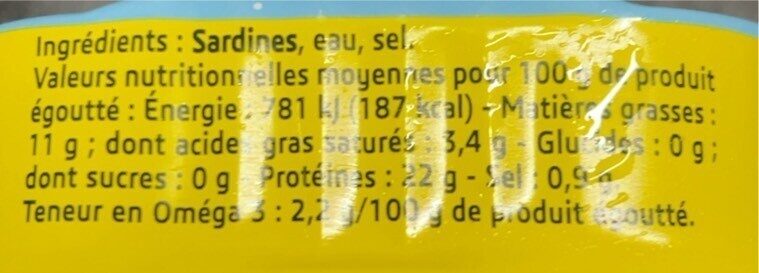 Ingrédients : Sardines, eau, sel.
Valeurs nutritionnelles moyennes pour 100 g de produit
égoutté : Énergie : 781 kJ (187 kcal) - Matières grasses :
11 g ; dont acides gras saturés : 3,4 g - Glucides : 0 g ;
dont sucres : 0 g - Protéines : 22 g - Sel : 0,9 g.
Teneur en Oméga 3 : 2,2 g/100 g de produit égoutté.